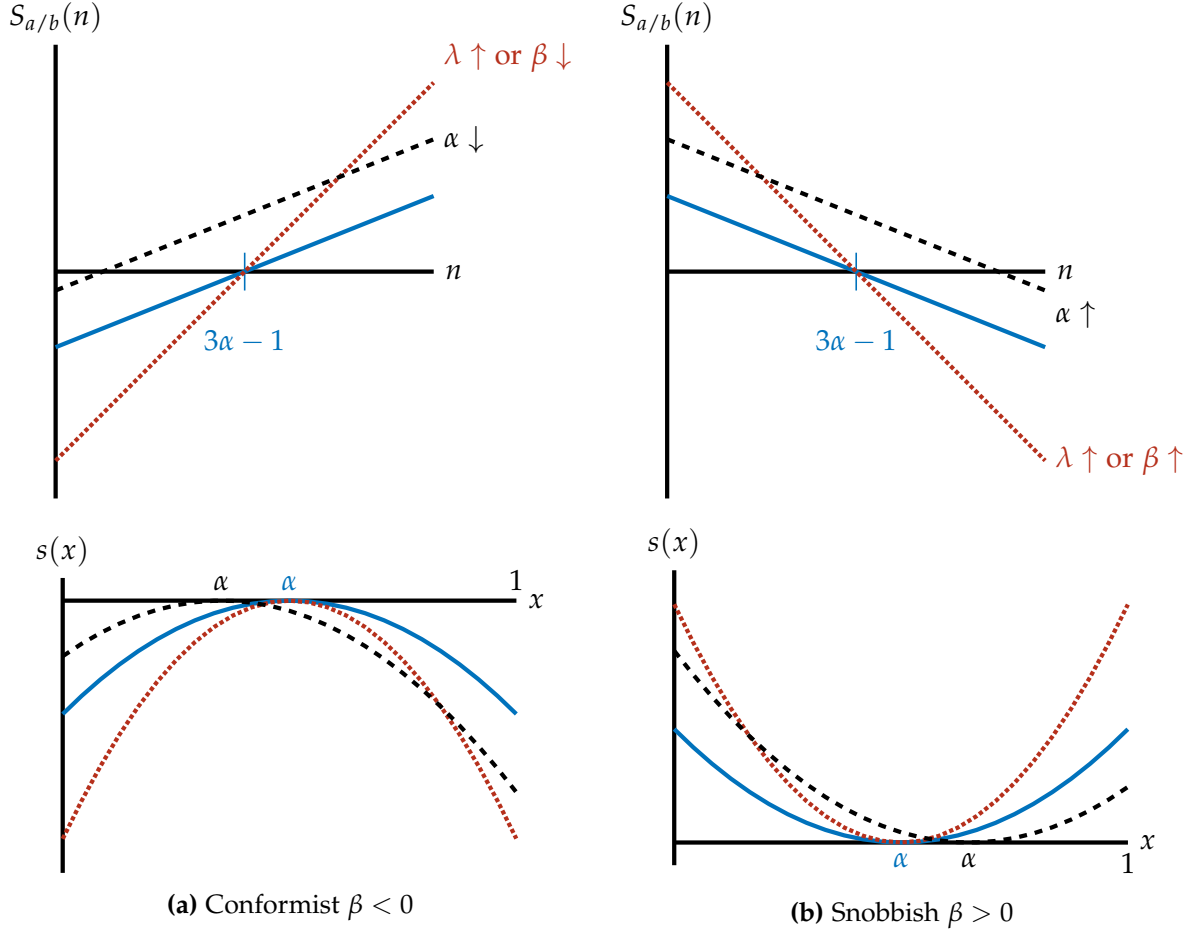 S_{a/b}(n)
λ ↑ or β ↓
α ↓
n
3α − 1
S_{a/b}(n)
n
α ↑
3α − 1
λ ↑ or β ↑
s(x)
α
α
1
x
(a) Conformist β < 0
s(x)
α
α
1
x
(b) Snobbish β > 0